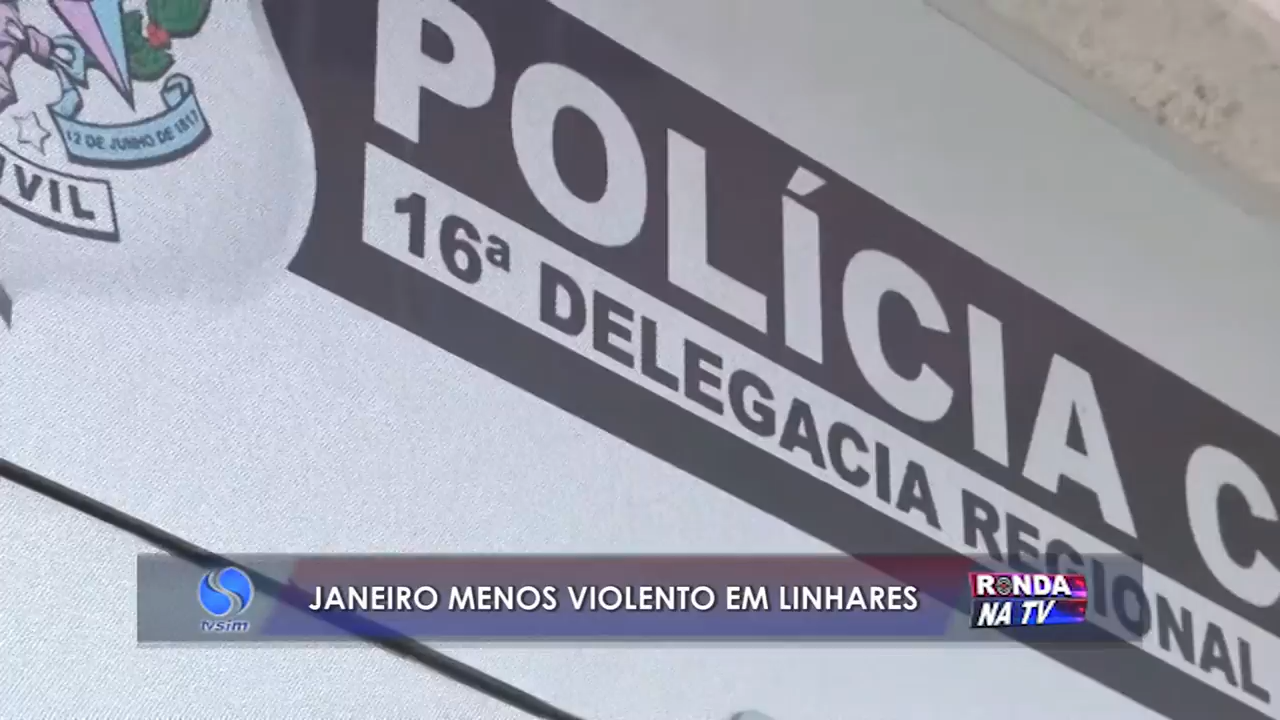 12 DE JUNHO DE 1817
VIL
POLÍCIA C
16ª DELEGACIA REGIONAL
tvsim
JANEIRO MENOS VIOLENTO EM LINHARES
RONDA
NA TV